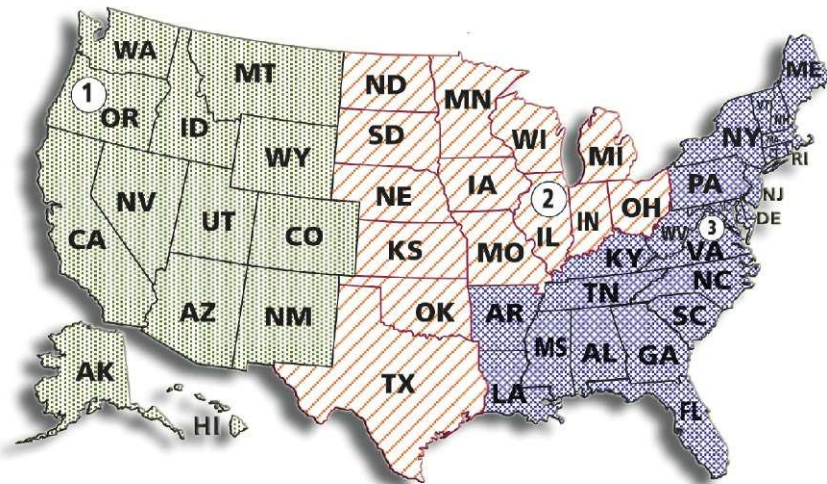 WA
MT
ND
MN
ME
1
OR
ID
SD
WI
MI
VT
NH
NY
WY
RI
NE
IA
PA
NV
UT
CO
2
IL
IN
OH
NJ
DE
CA
KS
MO
WV
3
VA
KY
NC
AZ
NM
OK
AR
TN
SC
MS
AL
GA
AK
TX
LA
FL
HI